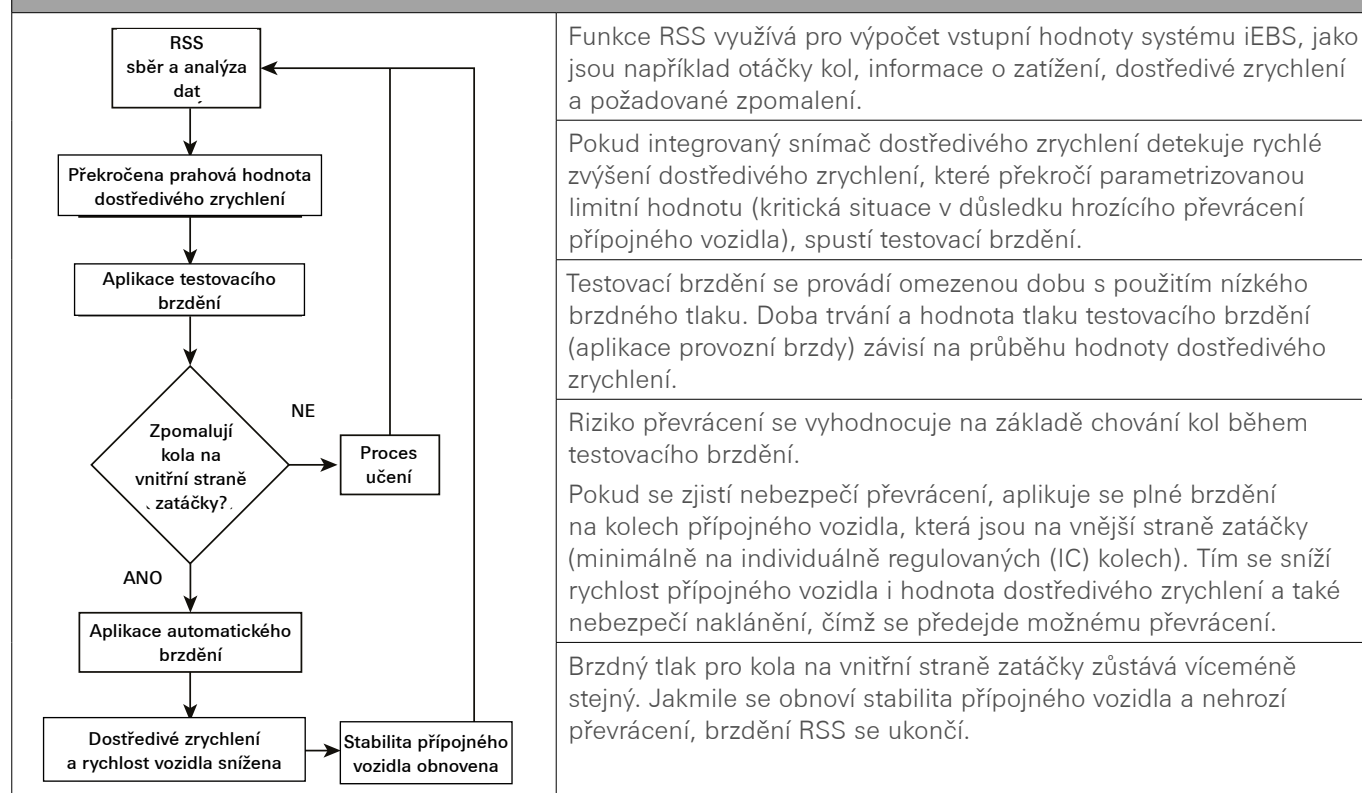 RSS
sběr a analýza
dat
Překročena prahová hodnota
dostředivého zrychlení
Aplikace testovacího
brzdění
Zpomalují
kola na
vnitřní straně
zatáčky?
NE
Proces
učení
ANO
Aplikace automatického
brzdění
Dostředivé zrychlení
a rychlost vozidla snížena
Stabilita přípojného
vozidla obnovena
Funkce RSS využívá pro výpočet vstupní hodnoty systému iEBS, jako
jsou například otáčky kol, informace o zatížení, dostředivé zrychlení
a požadované zpomalení.
Pokud integrovaný snímač dostředivého zrychlení detekuje rychlé
zvýšení dostředivého zrychlení, které překročí parametrizovanou
limitní hodnotu (kritická situace v důsledku hrozícího převrácení
přípojného vozidla), spustí testovací brzdění.
Testovací brzdění se provádí omezenou dobu s použitím nízkého
brzdného tlaku. Doba trvání a hodnota tlaku testovacího brzdění
(aplikace provozní brzdy) závisí na průběhu hodnoty dostředivého
zrychlení.
Riziko převrácení se vyhodnocuje na základě chování kol během
testovacího brzdění.
Pokud se zjistí nebezpečí převrácení, aplikuje se plné brzdění
na kolech přípojného vozidla, která jsou na vnější straně zatáčky
(minimálně na individuálně regulovaných (IC) kolech). Tím se sníží
rychlost přípojného vozidla i hodnota dostředivého zrychlení a také
nebezpečí naklánění, čímž se předejde možnému převrácení.
Brzdný tlak pro kola na vnitřní straně zatáčky zůstává víceméně
stejný. Jakmile se obnoví stabilita přípojného vozidla a nehrozí
převrácení, brzdění RSS se ukončí.